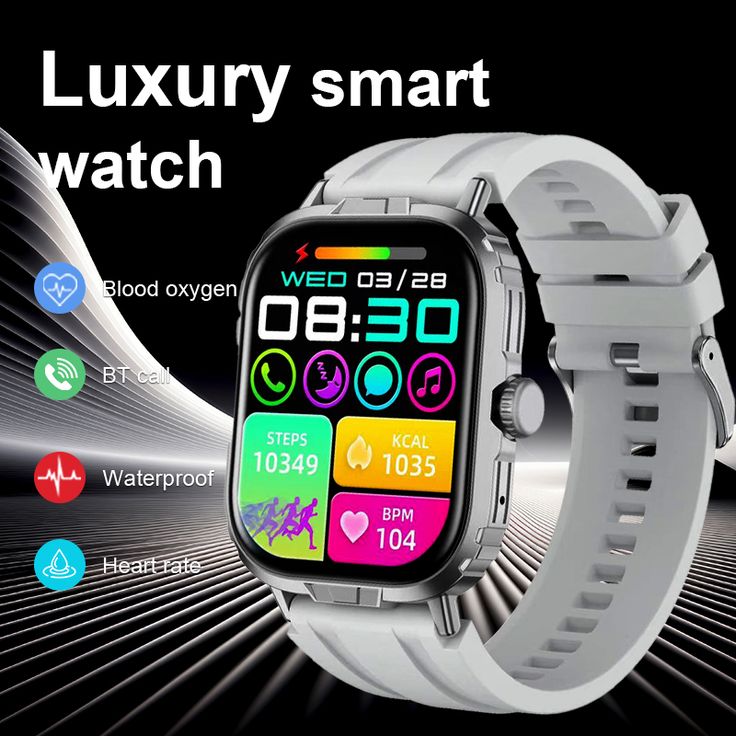 Luxury smart
watch
Blood oxygen
BT call
Waterproof
Heart rate
WED 03/28
08:30
STEPS
10349
KCAL
1035
BPM
104